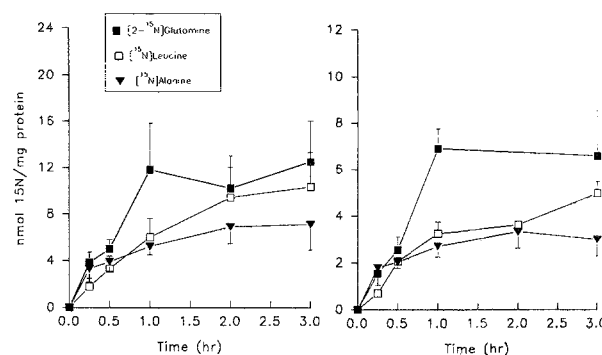 [2-15N]Glutamine
[15N]Leucine
[15N]Alanine
nmol 15N/mg protein
24
20
16
12
8
4
0
0.0 0.5 1.0 1.5 2.0 2.5 3.0
Time (hr)
12
10
8
6
4
2
0
0.0 0.5 1.0 1.5 2.0 2.5 3.0
Time (hr)